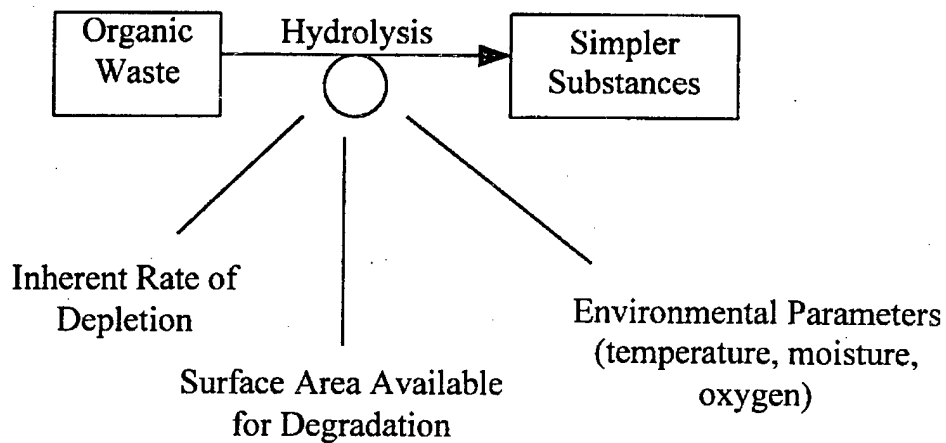 Organic
Waste
Hydrolysis
Simpler
Substances
Inherent Rate of
Depletion
Surface Area Available
for Degradation
Environmental Parameters
(temperature, moisture,
oxygen)